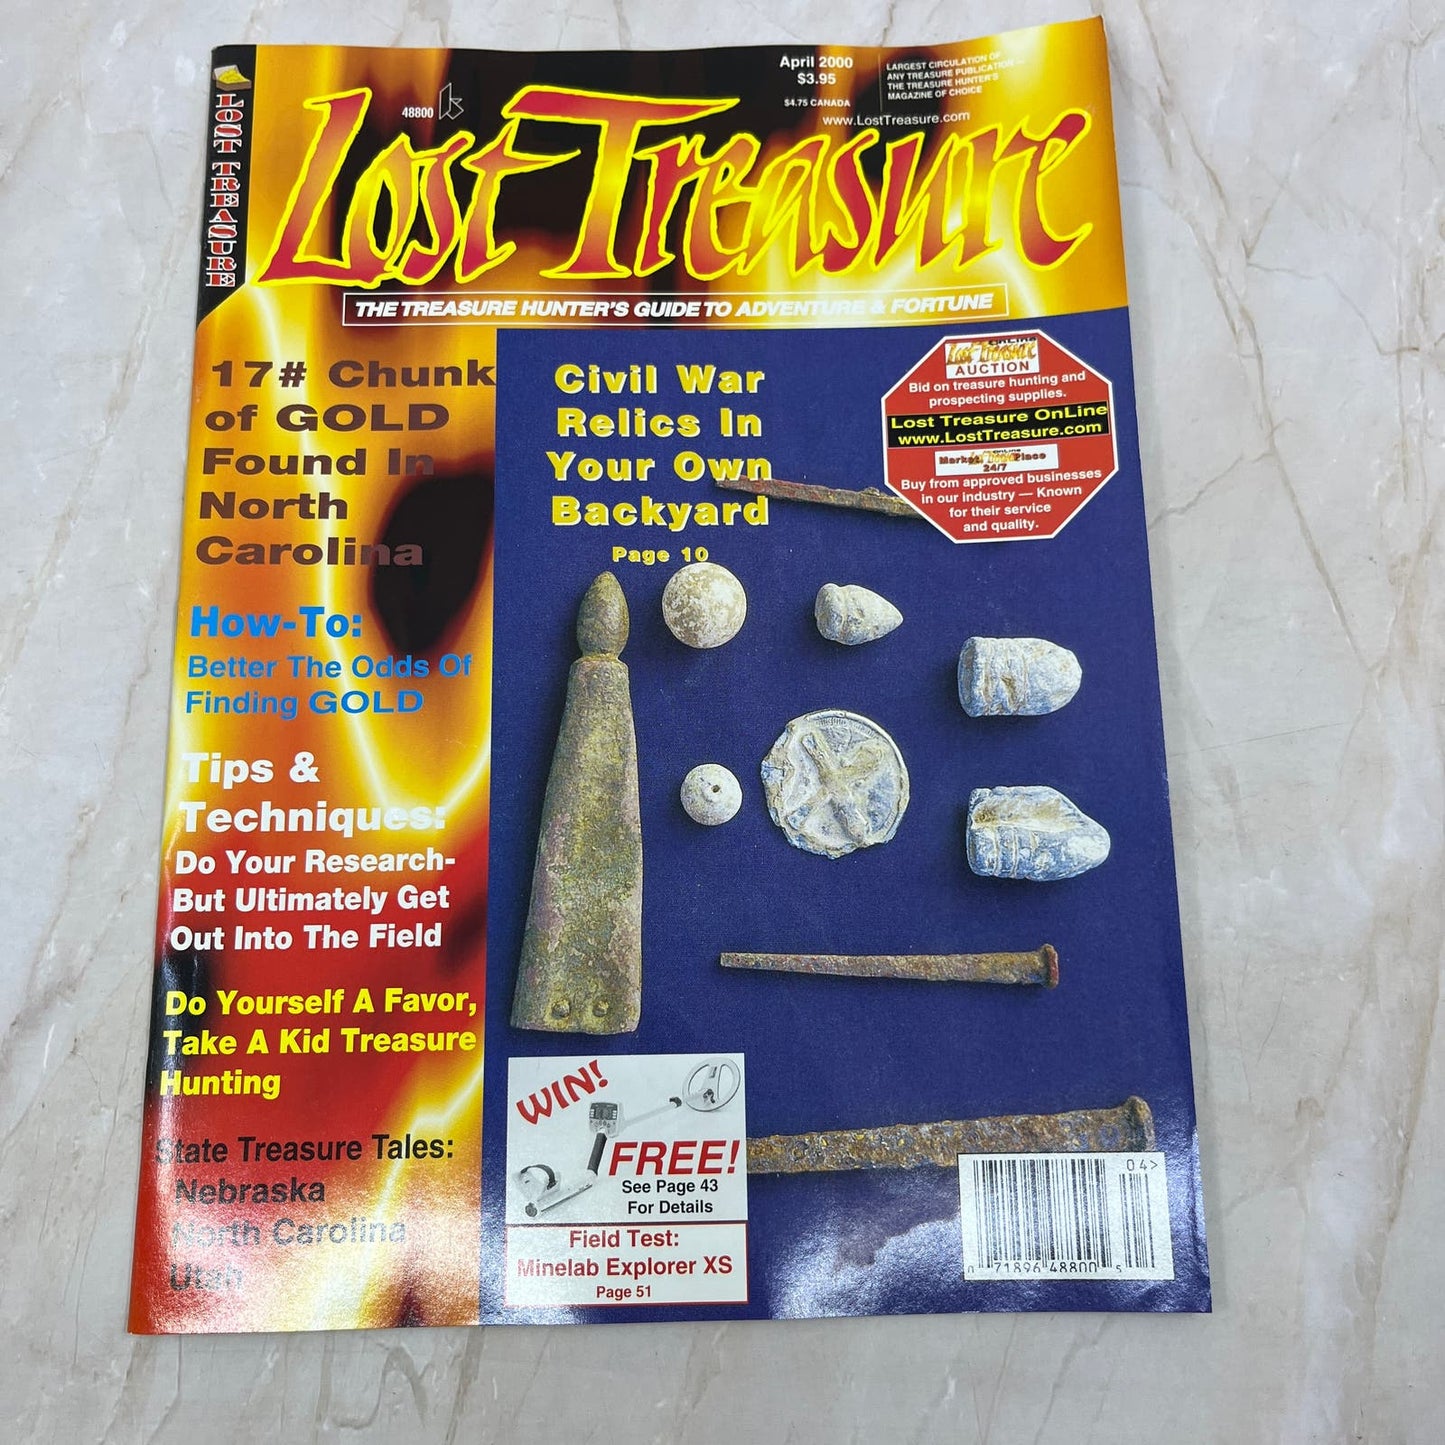 LOST TREASURE
48800
April 2000
$3.95
$4.75 CANADA
LARGEST CIRCULATION OF
ANY TREASURE PUBLICATION
THE TREASURE HUNTER'S
MAGAZINE OF CHOICE
www.LostTreasure.com
Lost Treasure
THE TREASURE HUNTER'S GUIDE TO ADVENTURE & FORTUNE
17# Chunk
of GOLD
Found In
North
Carolina
How-To:
Better The Odds Of
Finding GOLD
Tips &
Techniques:
Do Your Research-
But Ultimately Get
Out Into The Field
Do Yourself A Favor,
Take A Kid Treasure
Hunting
State Treasure Tales:
Nebraska
North Carolina
Utah
Civil War
Relics In
Your Own
Backyard
Page 10
ONLINE
Lost Treasure
AUCTION
Bid on treasure hunting and
prospecting supplies.
Lost Treasure OnLine
www.LostTreasure.com
Market Place
24/7
Buy from approved businesses
in our industry — Known
for their service
and quality.
WIN!
FREE!
See Page 43
For Details
Field Test:
Minelab Explorer XS
Page 51
04>
0 71896 48800 5